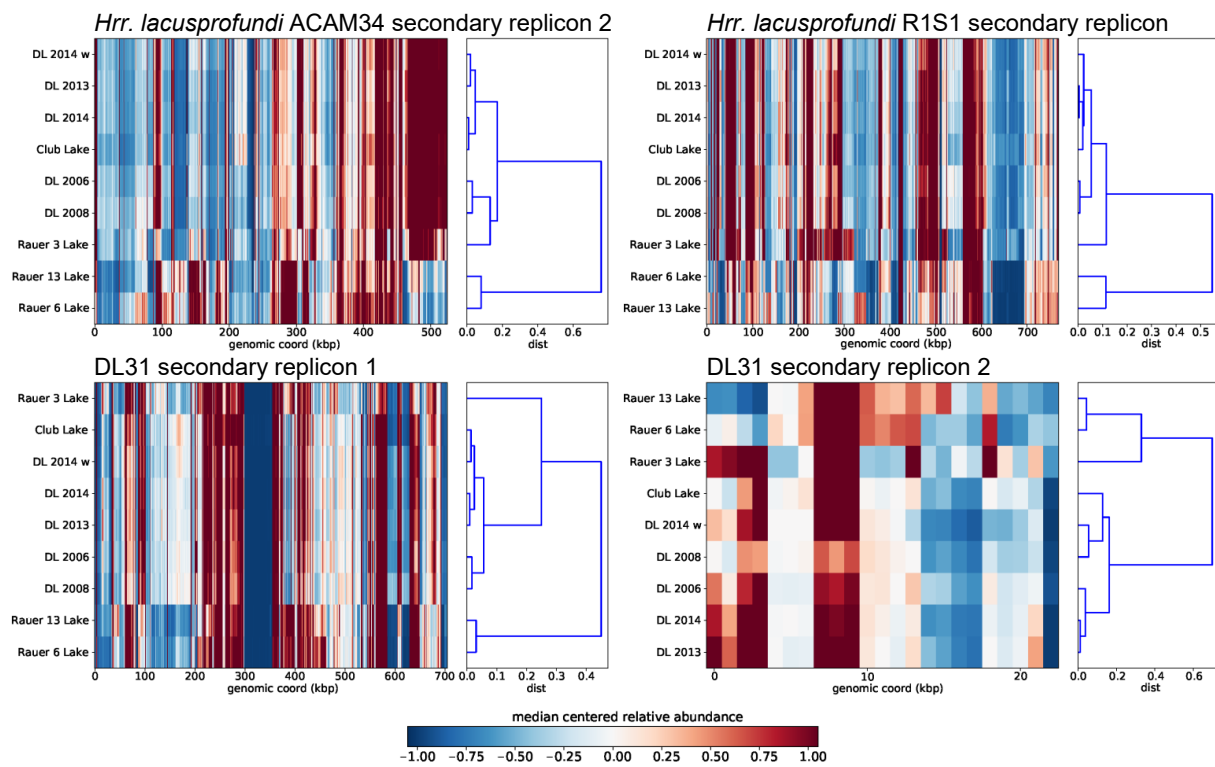 Hrr. lacusprofundi ACAM34 secondary replicon 2
DL 2014 w
DL 2013
DL 2014
Club Lake
DL 2006
DL 2008
Rauer 3 Lake
Rauer 13 Lake
Rauer 6 Lake
0 100 200 300 400 500
genomic coord (kbp)
0.0 0.2 0.4 0.6
dist
Hrr. lacusprofundi R1S1 secondary replicon
DL 2014 w
DL 2013
DL 2014
Club Lake
DL 2006
DL 2008
Rauer 3 Lake
Rauer 6 Lake
Rauer 13 Lake
0 100 200 300 400 500 600 700
genomic coord (kbp)
0.0 0.1 0.2 0.3 0.4 0.5
dist
DL31 secondary replicon 1
Rauer 3 Lake
Club Lake
DL 2014 w
DL 2014
DL 2013
DL 2006
DL 2008
Rauer 13 Lake
Rauer 6 Lake
0 100 200 300 400 500 600 700
genomic coord (kbp)
0.0 0.1 0.2 0.3 0.4
dist
DL31 secondary replicon 2
Rauer 13 Lake
Rauer 6 Lake
Rauer 3 Lake
Club Lake
DL 2014 w
DL 2008
DL 2006
DL 2014
DL 2013
0 10 20
genomic coord (kbp)
0.0 0.2 0.4 0.6
dist
median centered relative abundance
−1.00 −0.75 −0.50 −0.25 0.00 0.25 0.50 0.75 1.00